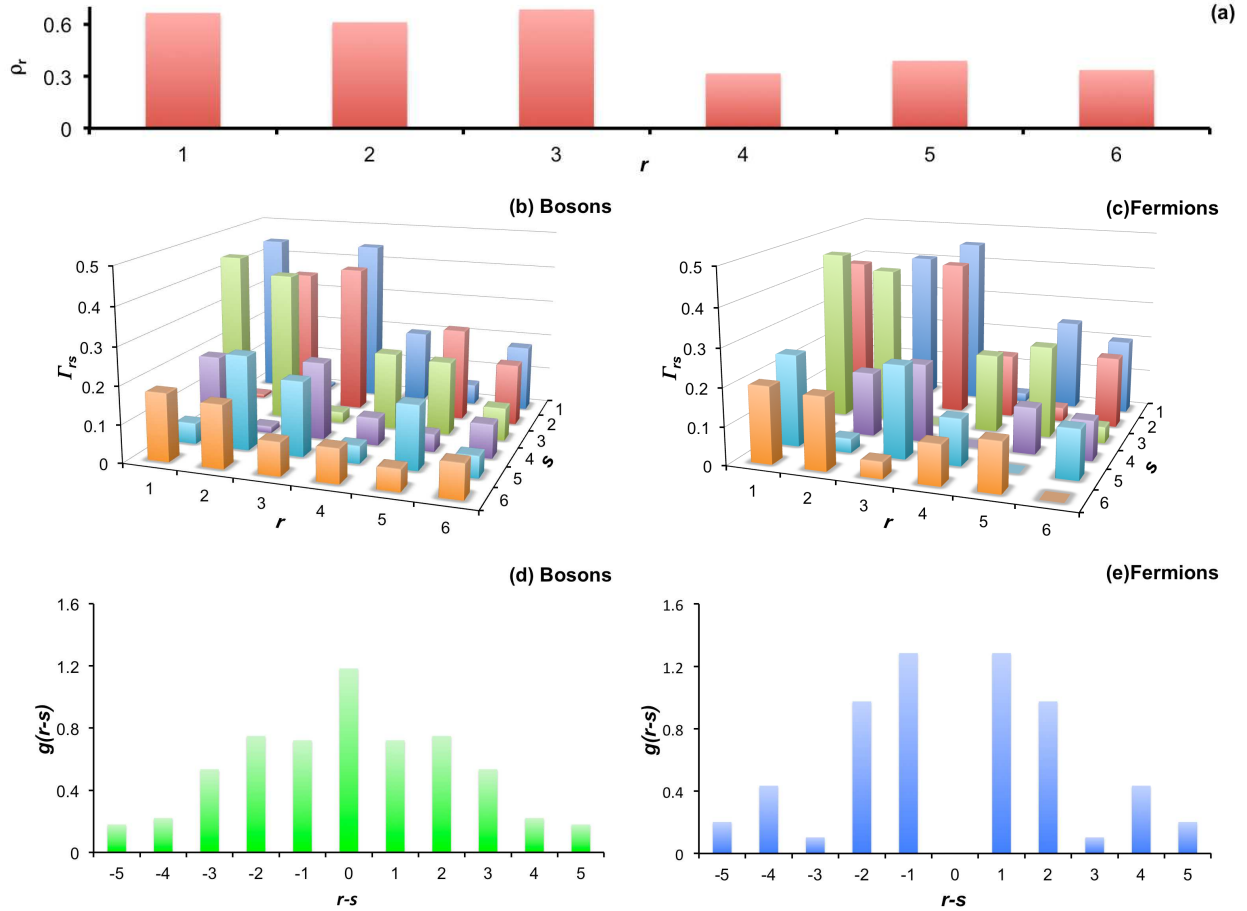 (a)
0.6
0.3
0
ρr
1 2 3 4 5 6
r
(b) Bosons
0.5
0.4
0.3
0.2
0.1
0
Γrs
1 2 3 4 5 6
r
1
2
3
4
5
6
s
(c)Fermions
0.5
0.4
0.3
0.2
0.1
0
Γrs
1 2 3 4 5 6
r
1
2
3
4
5
6
s
(d) Bosons
1.6
1.2
0.8
0.4
0
g(r-s)
-5 -4 -3 -2 -1 0 1 2 3 4 5
r-s
(e)Fermions
1.6
1.2
0.8
0.4
0
g(r-s)
-5 -4 -3 -2 -1 0 1 2 3 4 5
r-s